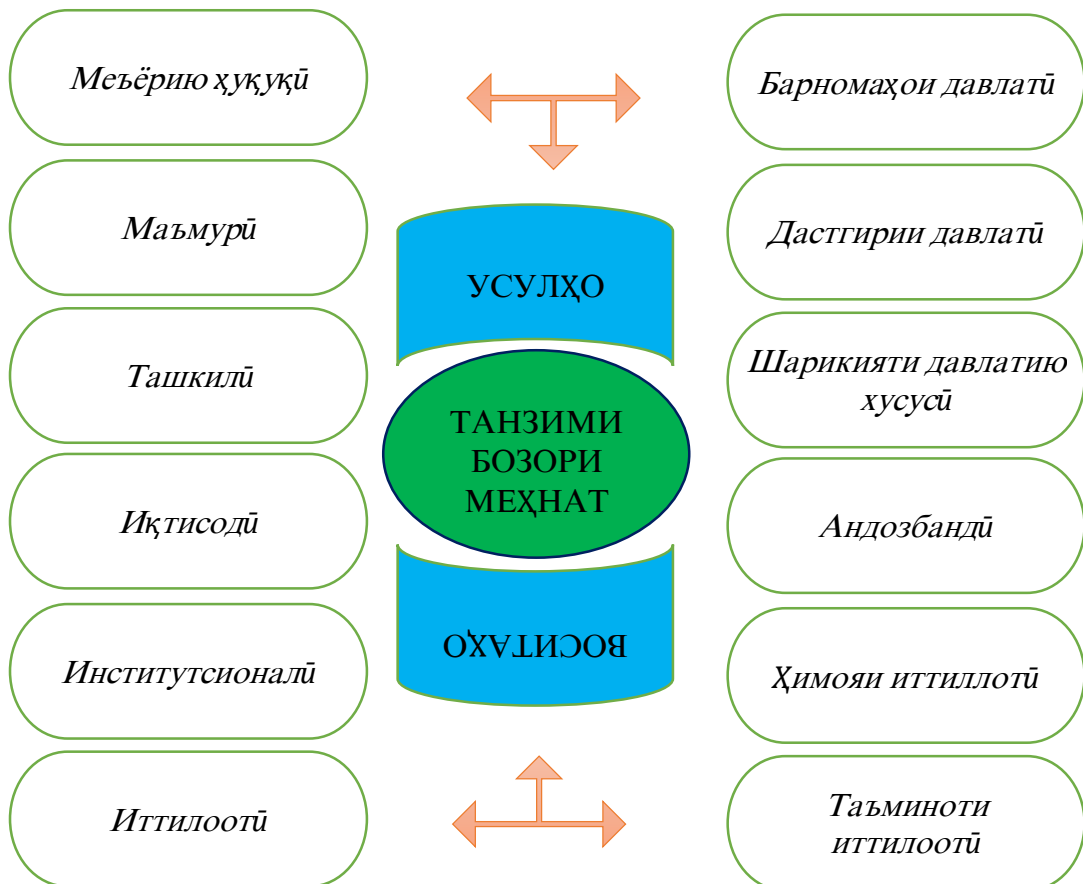 Меъёрию ҳуқуқӣ
Маъмурӣ
Ташкилӣ
Иқтисодӣ
Институтсионалӣ
Иттилоотӣ
УСУЛҲО
ТАНЗИМИ
БОЗОРИ
МЕҲНАТ
ВОСИТАҲО
Барномаҳои давлатӣ
Дастгирии давлатӣ
Шарикияти давлатию
хусусӣ
Андозбандӣ
Ҳимояи иттиллотӣ
Таъминоти
иттилоотӣ